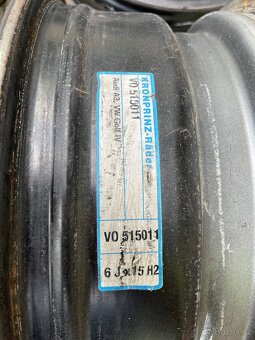 KRONPRINZ-Räder
VO 515011
Audi A3, VW Golf IV
VO 515011
6 J x 15 H2